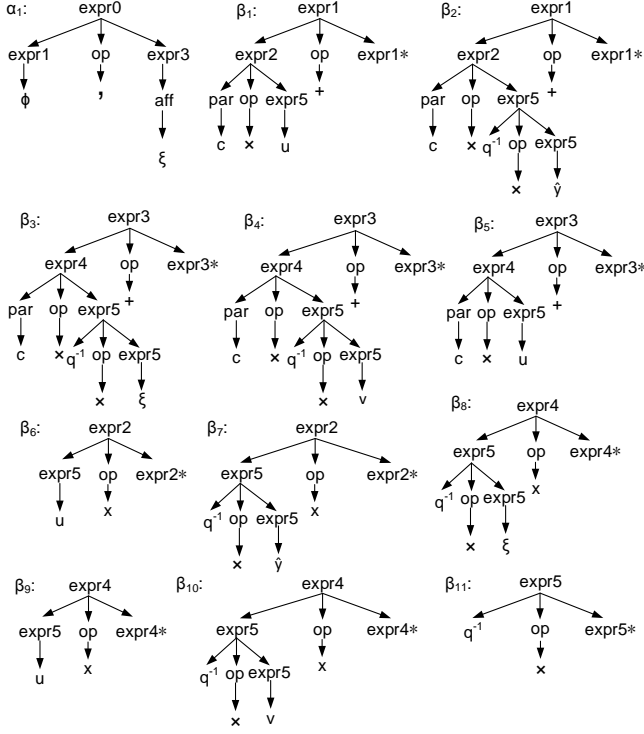 α₁: expr0 β₁: expr1 β₂: expr1
expr1 op expr3 expr2 op expr1* expr2 op expr1*
ϕ , aff par op expr5 + par op expr5 +
ξ c × u c × q⁻¹ op expr5
× ŷ
β₃: expr3 β₄: expr3 β₅: expr3
expr4 op expr3* expr4 op expr3* expr4 op expr3*
par op expr5 + par op expr5 + par op expr5 +
c × q⁻¹ op expr5 c × q⁻¹ op expr5 c × u
× ξ × v
β₆: expr2 β₇: expr2 β₈: expr4
expr5 op expr2* expr5 op expr2* expr5 op expr4*
u x q⁻¹ op expr5 x q⁻¹ op expr5 x
× ŷ × ξ
β₉: expr4 β₁₀: expr4 β₁₁: expr5
expr5 op expr4* expr5 op expr4* q⁻¹ op expr5*
u x q⁻¹ op expr5 x ×
× v